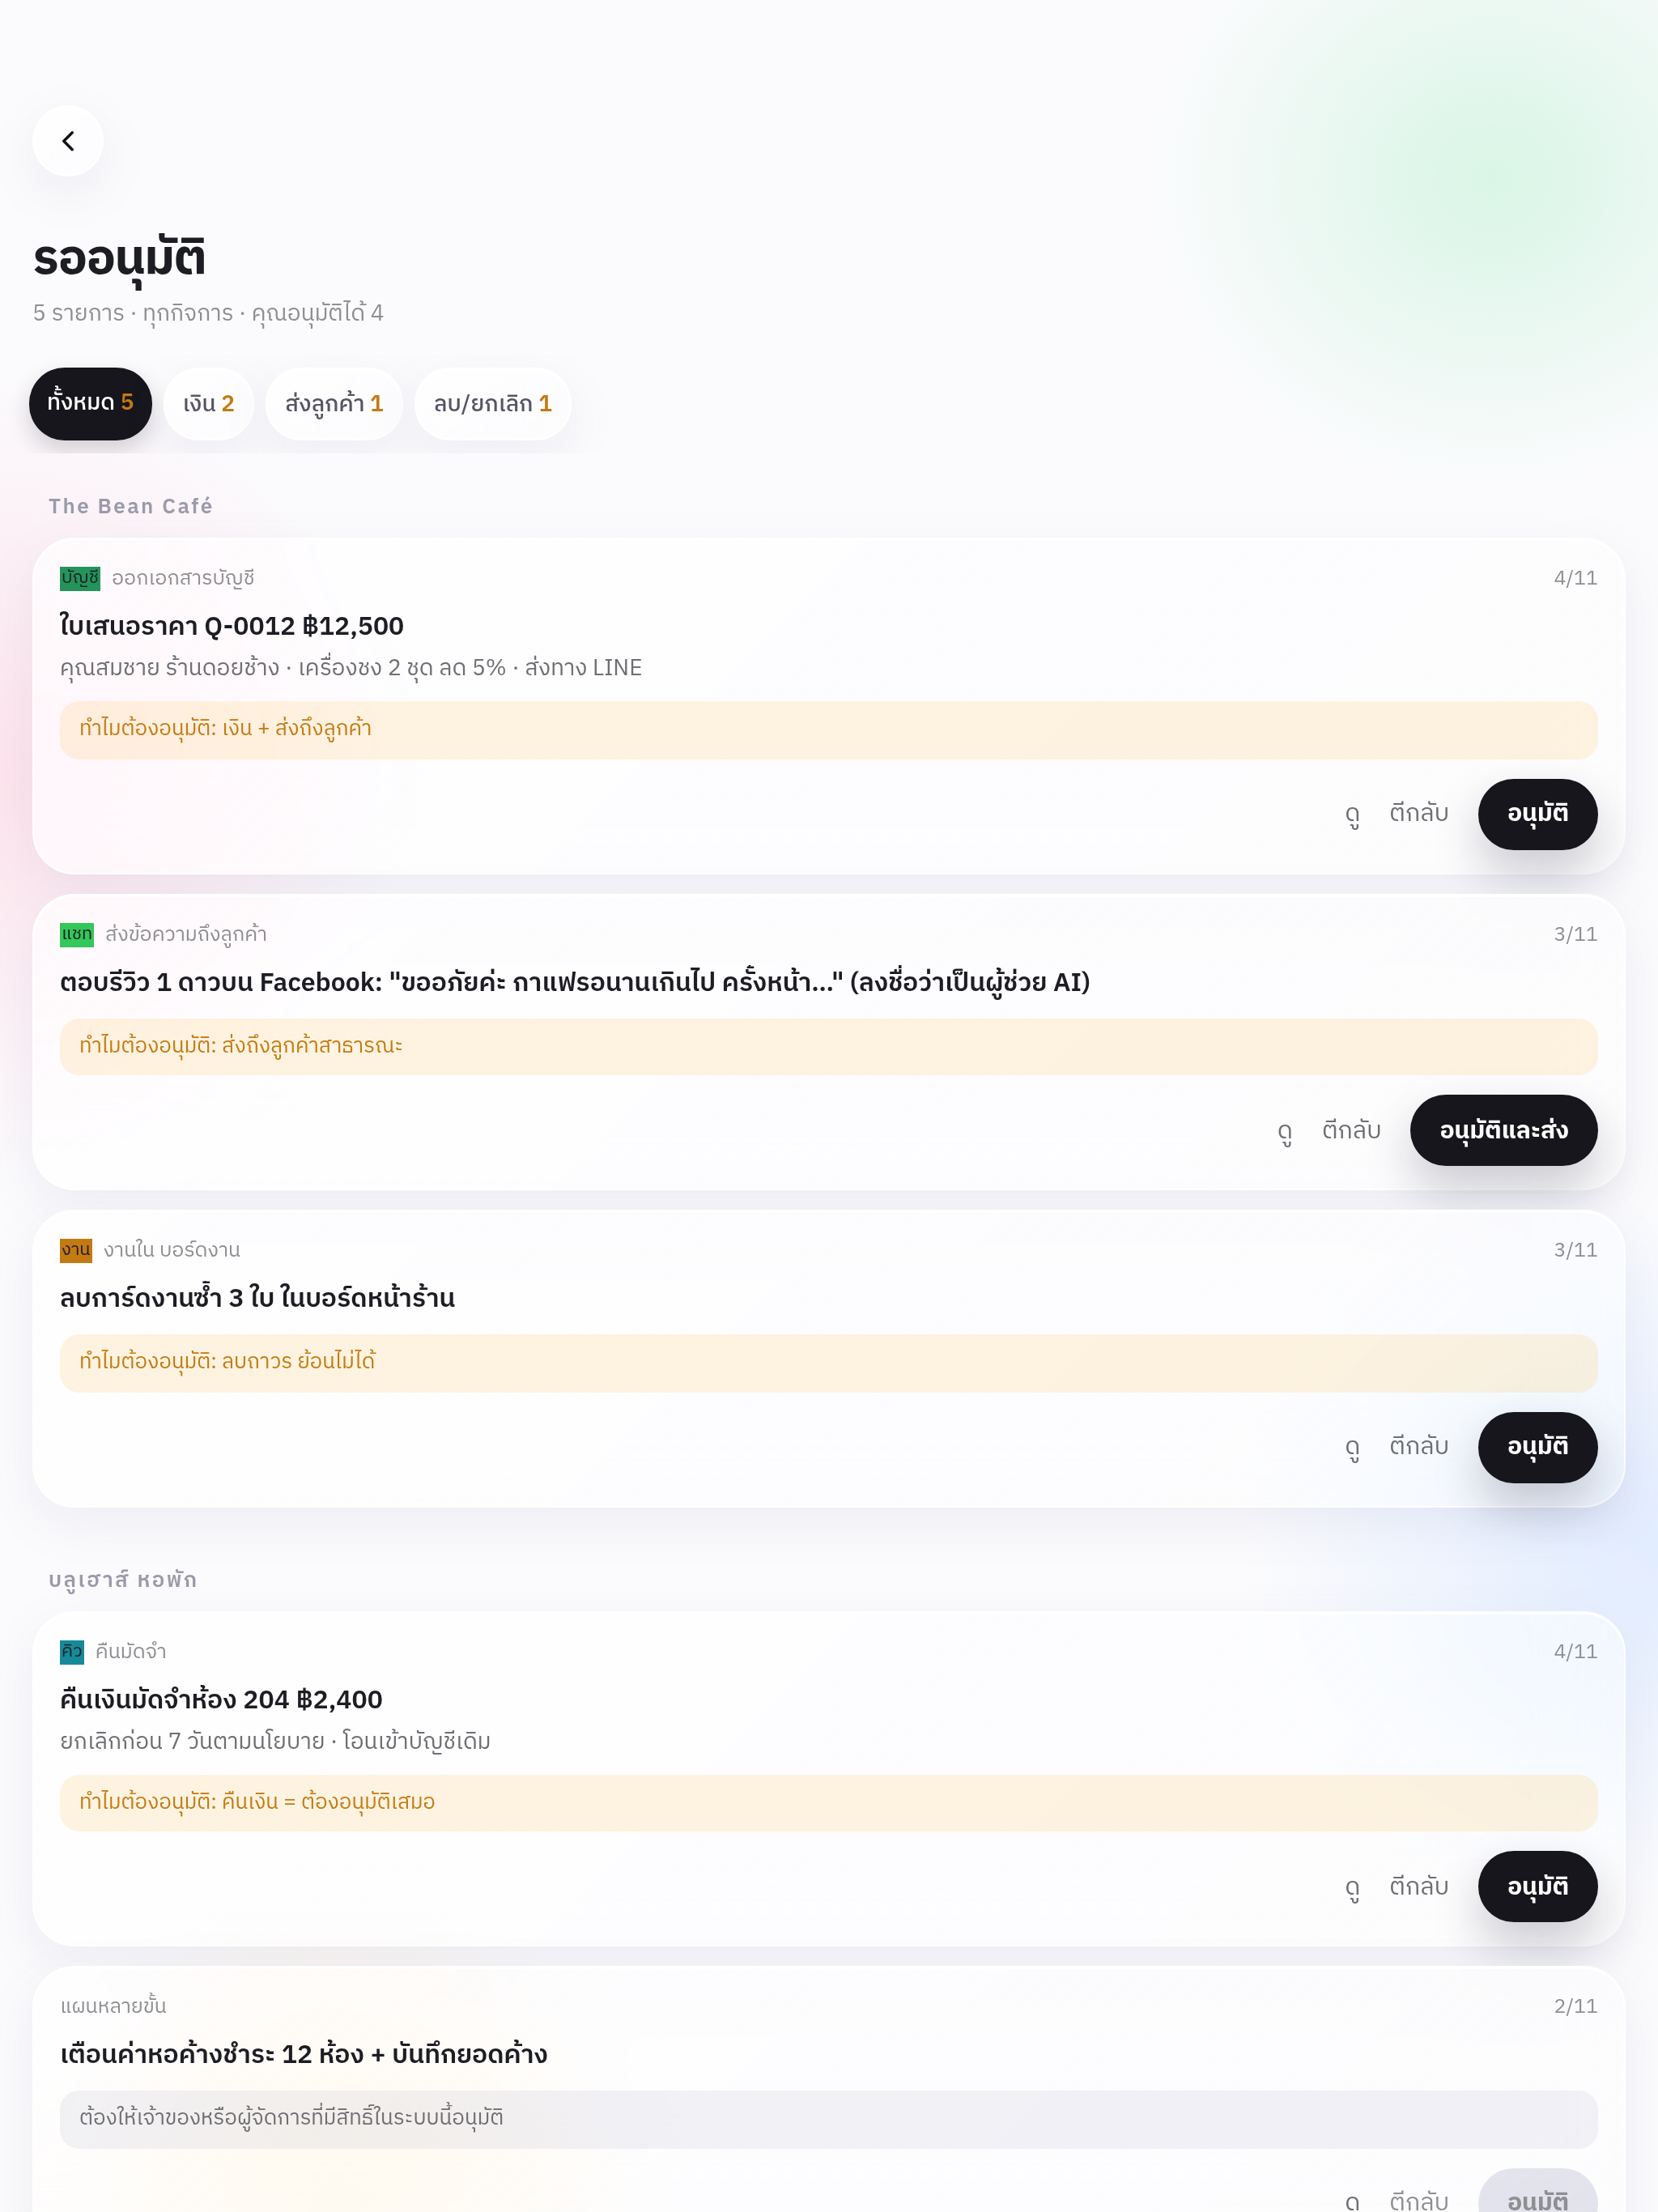 รออนุมัติ
5 รายการ · ทุกกิจการ · คุณอนุมัติได้ 4
ทั้งหมด 5 เงิน 2 ส่งลูกค้า 1 ลบ/ยกเลิก 1
The Bean Café
บัญชี ออกเอกสารบัญชี 4/11
ใบเสนอราคา Q-0012 ฿12,500
คุณสมชาย ร้านดอยช้าง · เครื่องชง 2 ชุด ลด 5% · ส่งทาง LINE
ทำไมต้องอนุมัติ: เงิน + ส่งถึงลูกค้า
ดู ตีกลับ อนุมัติ
แชท ส่งข้อความถึงลูกค้า 3/11
ตอบรีวิว 1 ดาวบน Facebook: "ขออภัยค่ะ กาแฟรอนานเกินไป ครั้งหน้า…" (ลงชื่อว่าเป็นผู้ช่วย AI)
ทำไมต้องอนุมัติ: ส่งถึงลูกค้าสาธารณะ
ดู ตีกลับ อนุมัติและส่ง
งาน งานใน บอร์ดงาน 3/11
ลบการ์ดงานซ้ำ 3 ใบ ในบอร์ดหน้าร้าน
ทำไมต้องอนุมัติ: ลบถาวร ย้อนไม่ได้
ดู ตีกลับ อนุมัติ
บลูเฮาส์ หอพัก
คิว คืนมัดจำ 4/11
คืนเงินมัดจำห้อง 204 ฿2,400
ยกเลิกก่อน 7 วันตามนโยบาย · โอนเข้าบัญชีเดิม
ทำไมต้องอนุมัติ: คืนเงิน = ต้องอนุมัติเสมอ
ดู ตีกลับ อนุมัติ
แผนหลายขั้น 2/11
เตือนค่าหอค้างชำระ 12 ห้อง + บันทึกยอดค้าง
ต้องให้เจ้าของหรือผู้จัดการที่มีสิทธิ์ในระบบนี้อนุมัติ
ดู ตีกลับ อนุมัติ